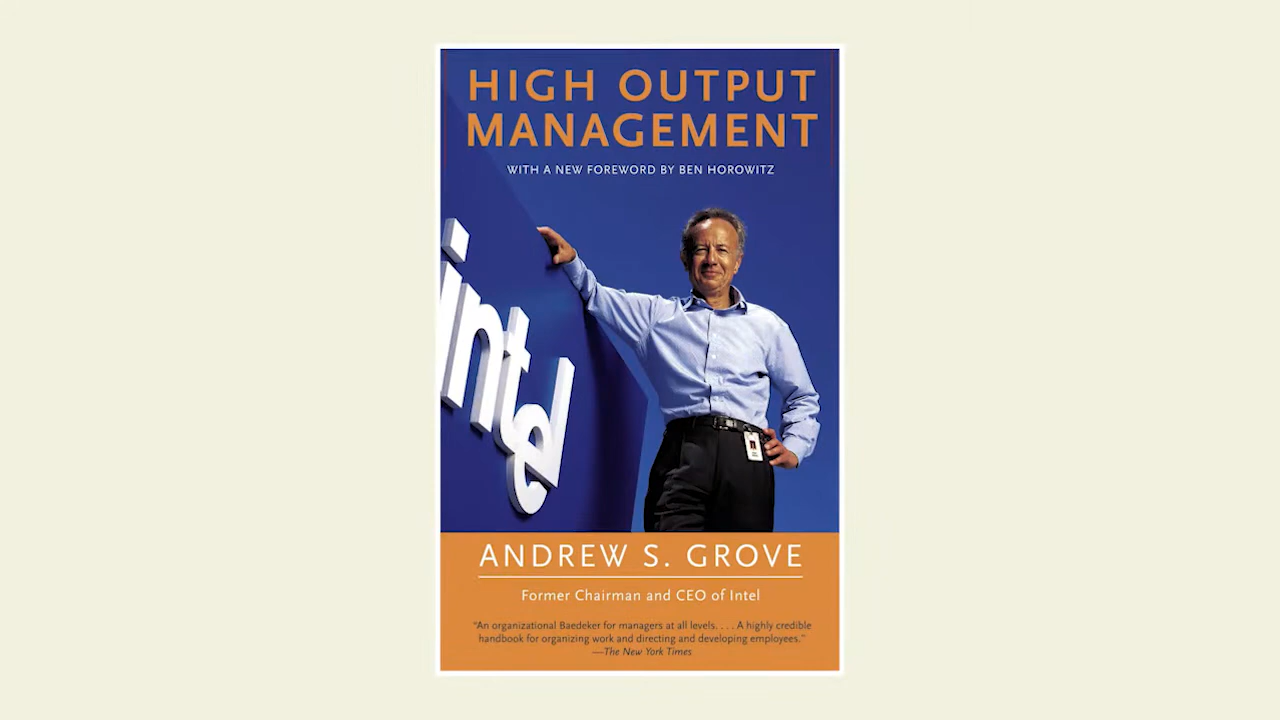 HIGH OUTPUT
MANAGEMENT
WITH A NEW FOREWORD BY BEN HOROWITZ
intel
ANDREW S. GROVE
Former Chairman and CEO of Intel
“An organizational Baedeker for managers at all levels. . . . A highly credible
handbook for organizing work and directing and developing employees.”
—The New York Times